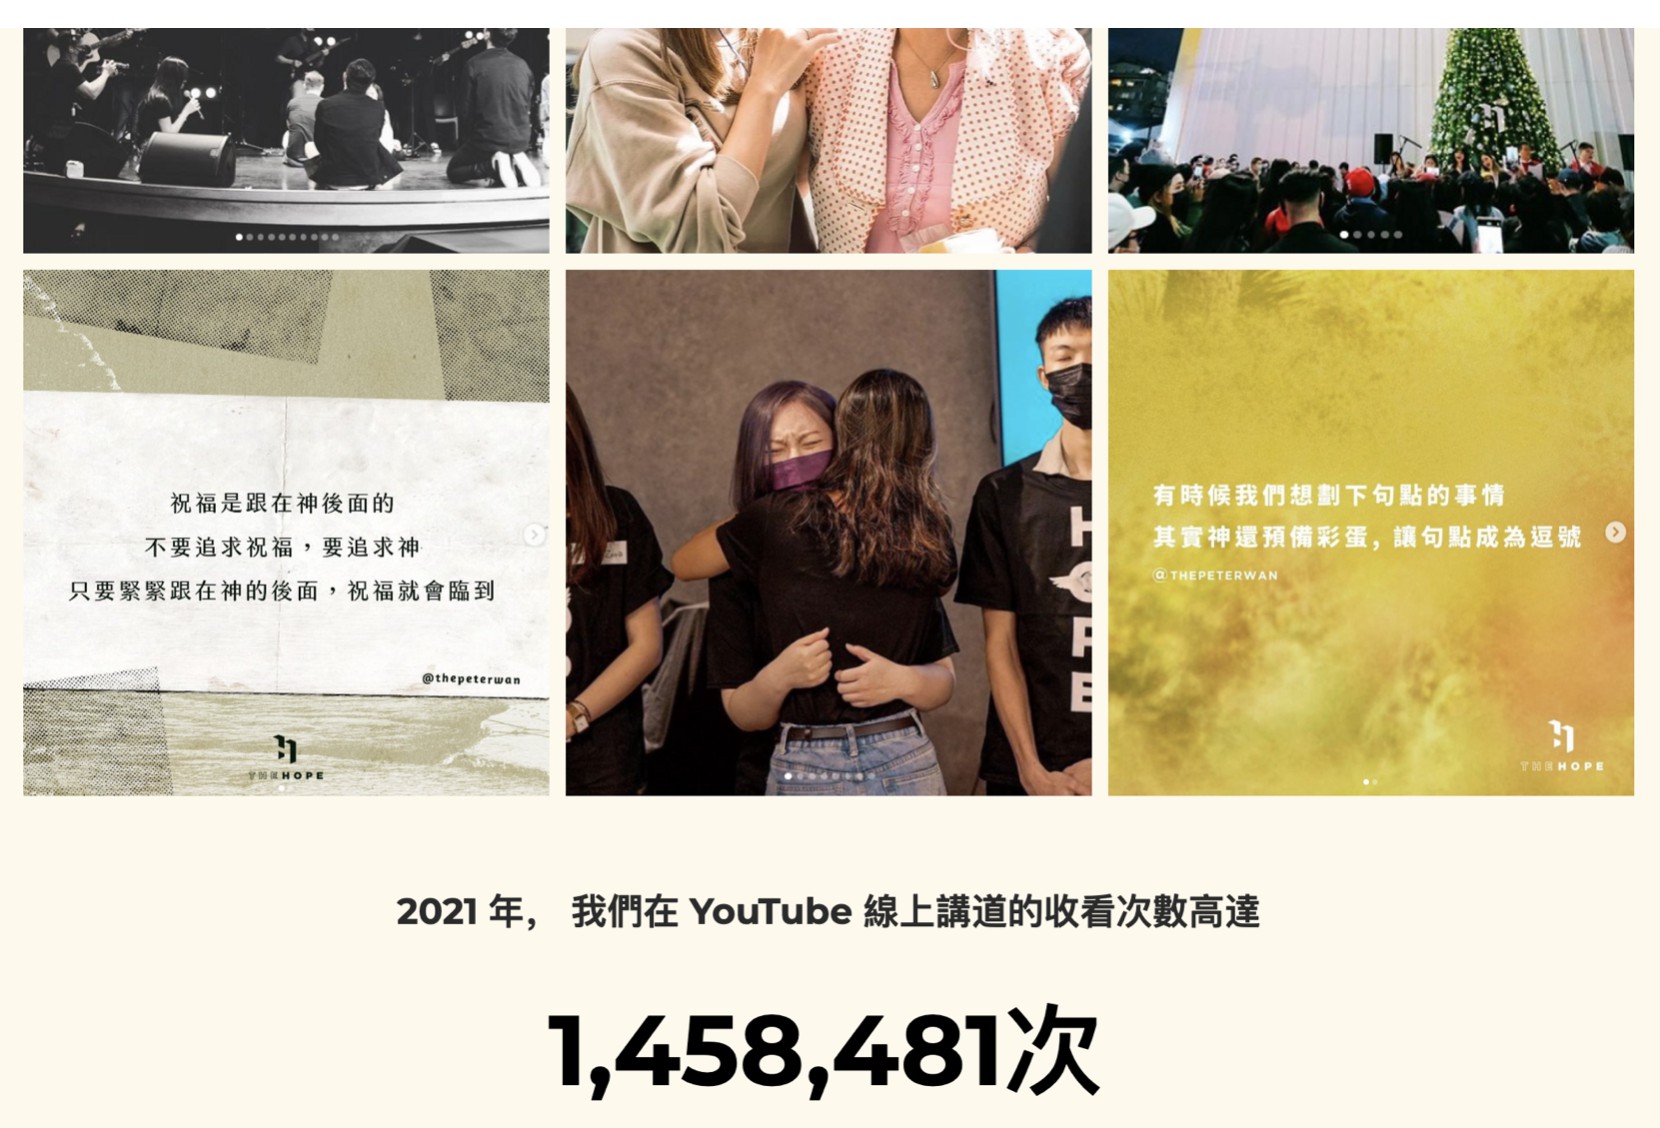 祝福是跟在神後面的
不要追求祝福，要追求神
只要緊緊跟在神的後面，祝福就會臨到
@thepeterwan
THEHOPE
HOPE
有時候我們想劃下句點的事情
其實神還預備彩蛋，讓句點成為逗號
@THEPETERWAN
THEHOPE
2021 年， 我們在 YouTube 線上講道的收看次數高達
1,458,481次